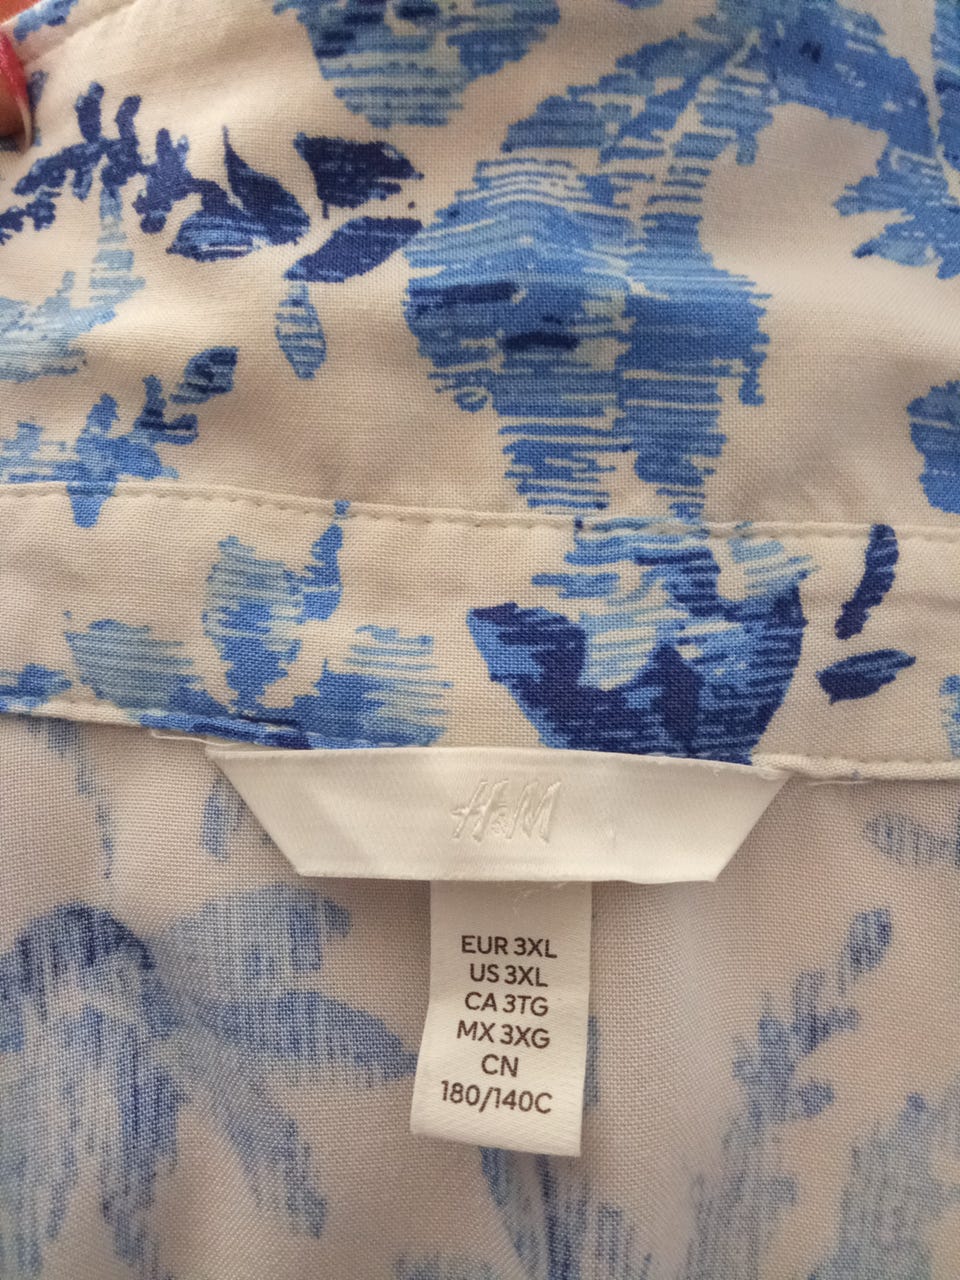 H&M
EUR 3XL
US 3XL
CA 3TG
MX 3XG
CN
180/140C